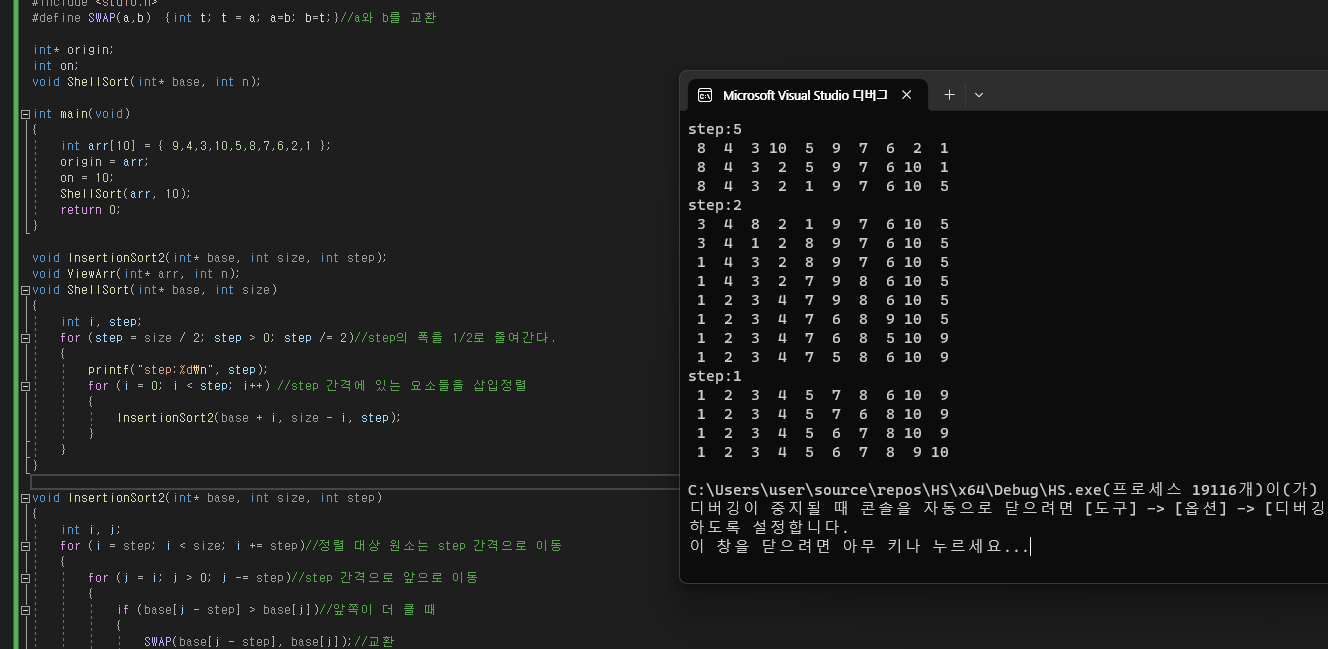 #include <stdio.h>
#define SWAP(a,b)  {int t; t = a; a=b; b=t;}//a와 b를 교환
int* origin;
int on;
void ShellSort(int* base, int n);
int main(void)
{
int arr[10] = { 9,4,3,10,5,8,7,6,2,1 };
origin = arr;
on = 10;
ShellSort(arr, 10);
return 0;
}
void InsertionSort2(int* base, int size, int step);
void ViewArr(int* arr, int n);
void ShellSort(int* base, int size)
{
int i, step;
for (step = size / 2; step > 0; step /= 2)//step의 폭을 1/2로 줄여간다.
{
printf("step:%d₩n", step);
for (i = 0; i < step; i++) //step 간격에 있는 요소들을 삽입정렬
{
InsertionSort2(base + i, size - i, step);
}
}
}
void InsertionSort2(int* base, int size, int step)
{
int i, j;
for (i = step; i < size; i += step)//정렬 대상 원소는 step 간격으로 이동
{
for (j = i; j > 0; j -= step)//step 간격으로 앞으로 이동
{
if (base[j - step] > base[j])//앞쪽이 더 클 때
{
SWAP(base[j - step], base[j]);//교환
Microsoft Visual Studio 디버그
step:5
8 4 3 10 5 9 7 6 2 1
8 4 3 2 5 9 7 6 10 1
8 4 3 2 1 9 7 6 10 5
step:2
3 4 8 2 1 9 7 6 10 5
3 4 1 2 8 9 7 6 10 5
1 4 3 2 8 9 7 6 10 5
1 4 3 2 7 9 8 6 10 5
1 2 3 4 7 9 8 6 10 5
1 2 3 4 7 6 8 9 10 5
1 2 3 4 7 6 8 5 10 9
1 2 3 4 7 5 8 6 10 9
step:1
1 2 3 4 5 7 8 6 10 9
1 2 3 4 5 7 6 8 10 9
1 2 3 4 5 6 7 8 10 9
1 2 3 4 5 6 7 8 9 10
C:\Users\user\source\repos\HS\x64\Debug\HS.exe(프로세스 19116개)이(가)
디버깅이 중지될 때 콘솔을 자동으로 닫으려면 [도구] -> [옵션] -> [디버깅
하도록 설정합니다.
이 창을 닫으려면 아무 키나 누르세요...